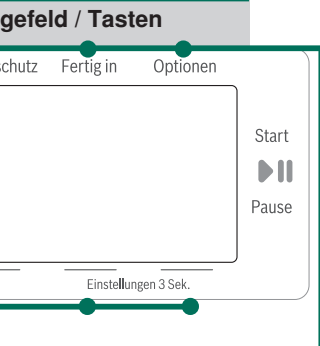 gefeld / Tasten
schutz Fertig in Optionen
Start
Pause
Einstellungen 3 Sek.